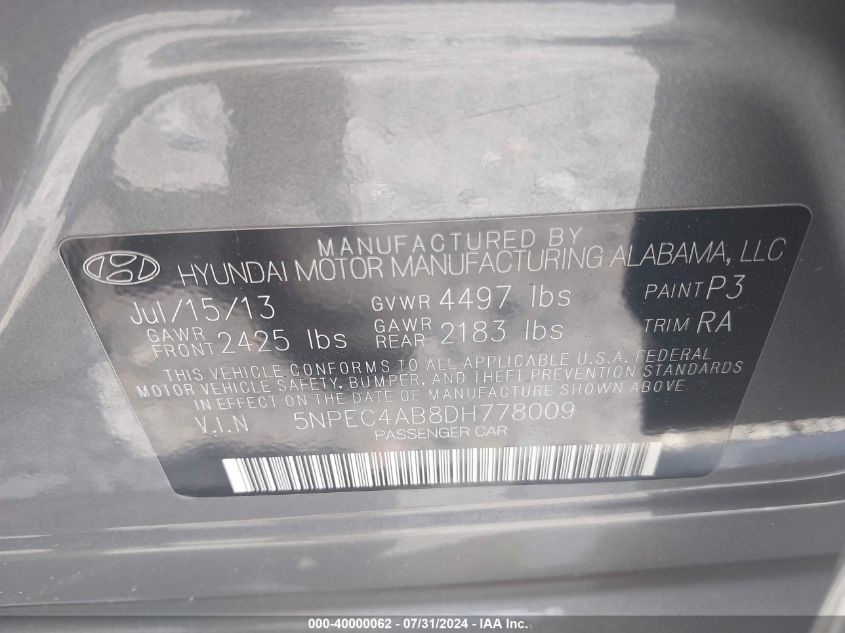 MANUFACTURED BY
HYUNDAI MOTOR MANUFACTURING ALABAMA, LLC
Jul/15/13 GVWR 4497 lbs PAINT P3
GAWR FRONT 2425 lbs GAWR REAR 2183 lbs TRIM RA
THIS VEHICLE CONFORMS TO ALL APPLICABLE U.S.A. FEDERAL
MOTOR VEHICLE SAFETY, BUMPER, AND THEFT PREVENTION STANDARDS
IN EFFECT ON THE DATE OF MANUFACTURE SHOWN ABOVE.
V.I.N 5NPEC4AB8DH778009
PASSENGER CAR
000-40000062 - 07/31/2024 - IAA Inc.